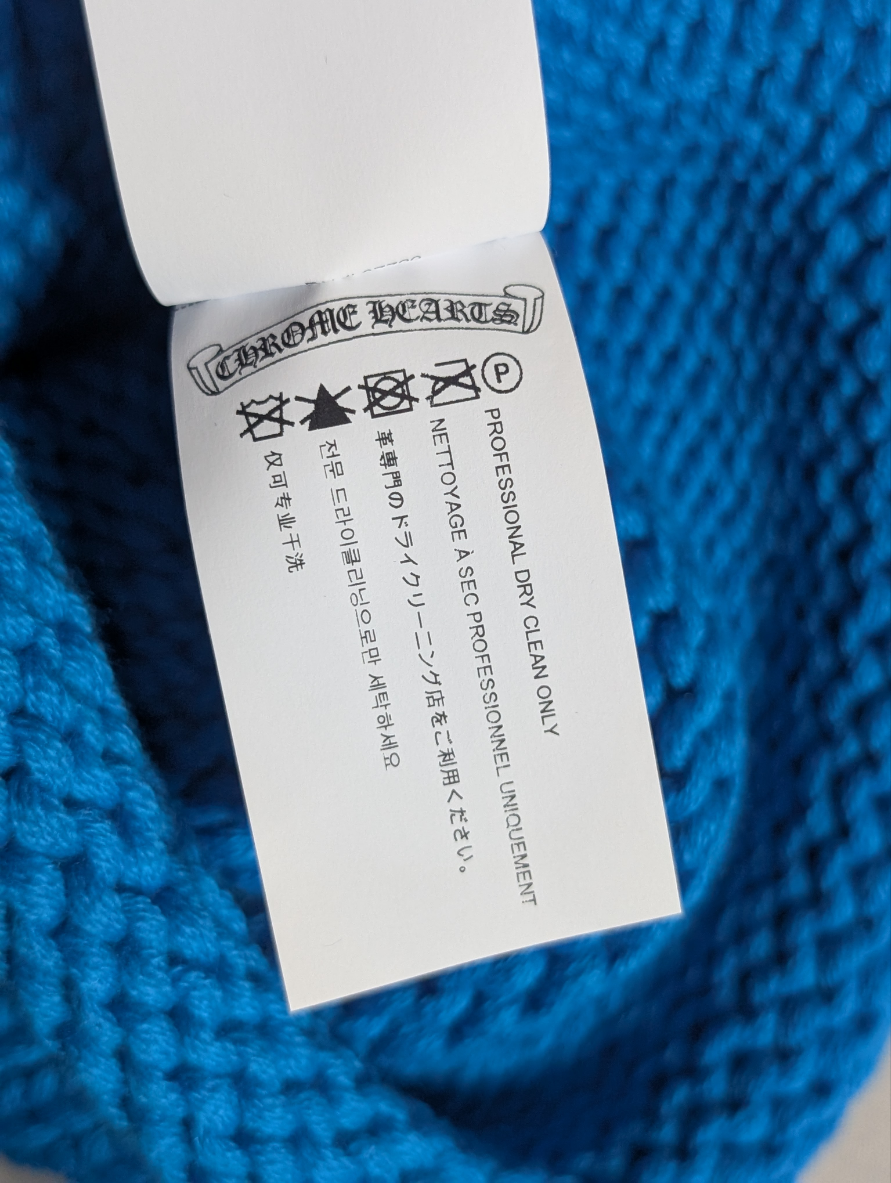 CHROME HEARTS
P
PROFESSIONAL DRY CLEAN ONLY
NETTOYAGE À SEC PROFESSIONNEL UNIQUEMENT
革専門のドライクリーニング店をご利用ください。
전문 드라이클리닝으로만 세탁하세요
仅可专业干洗